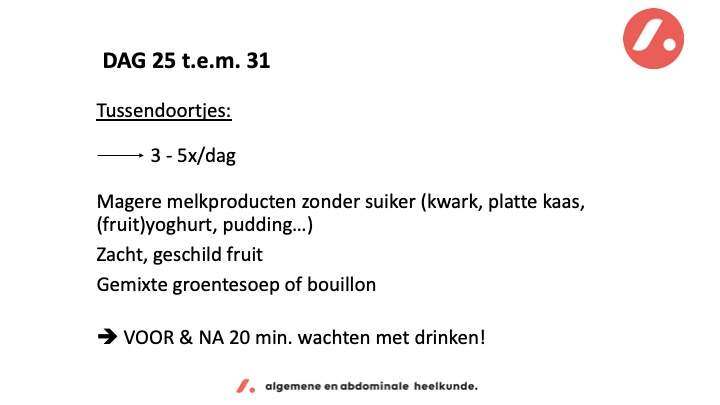 DAG 25 t.e.m. 31
Tussendoortjes:
3 - 5x/dag
Magere melkproducten zonder suiker (kwark, platte kaas,
(fruit)yoghurt, pudding...)
Zacht, geschild fruit
Gemixte groentesoep of bouillon
➔ VOOR & NA 20 min. wachten met drinken!
algemene en abdominale heelkunde.